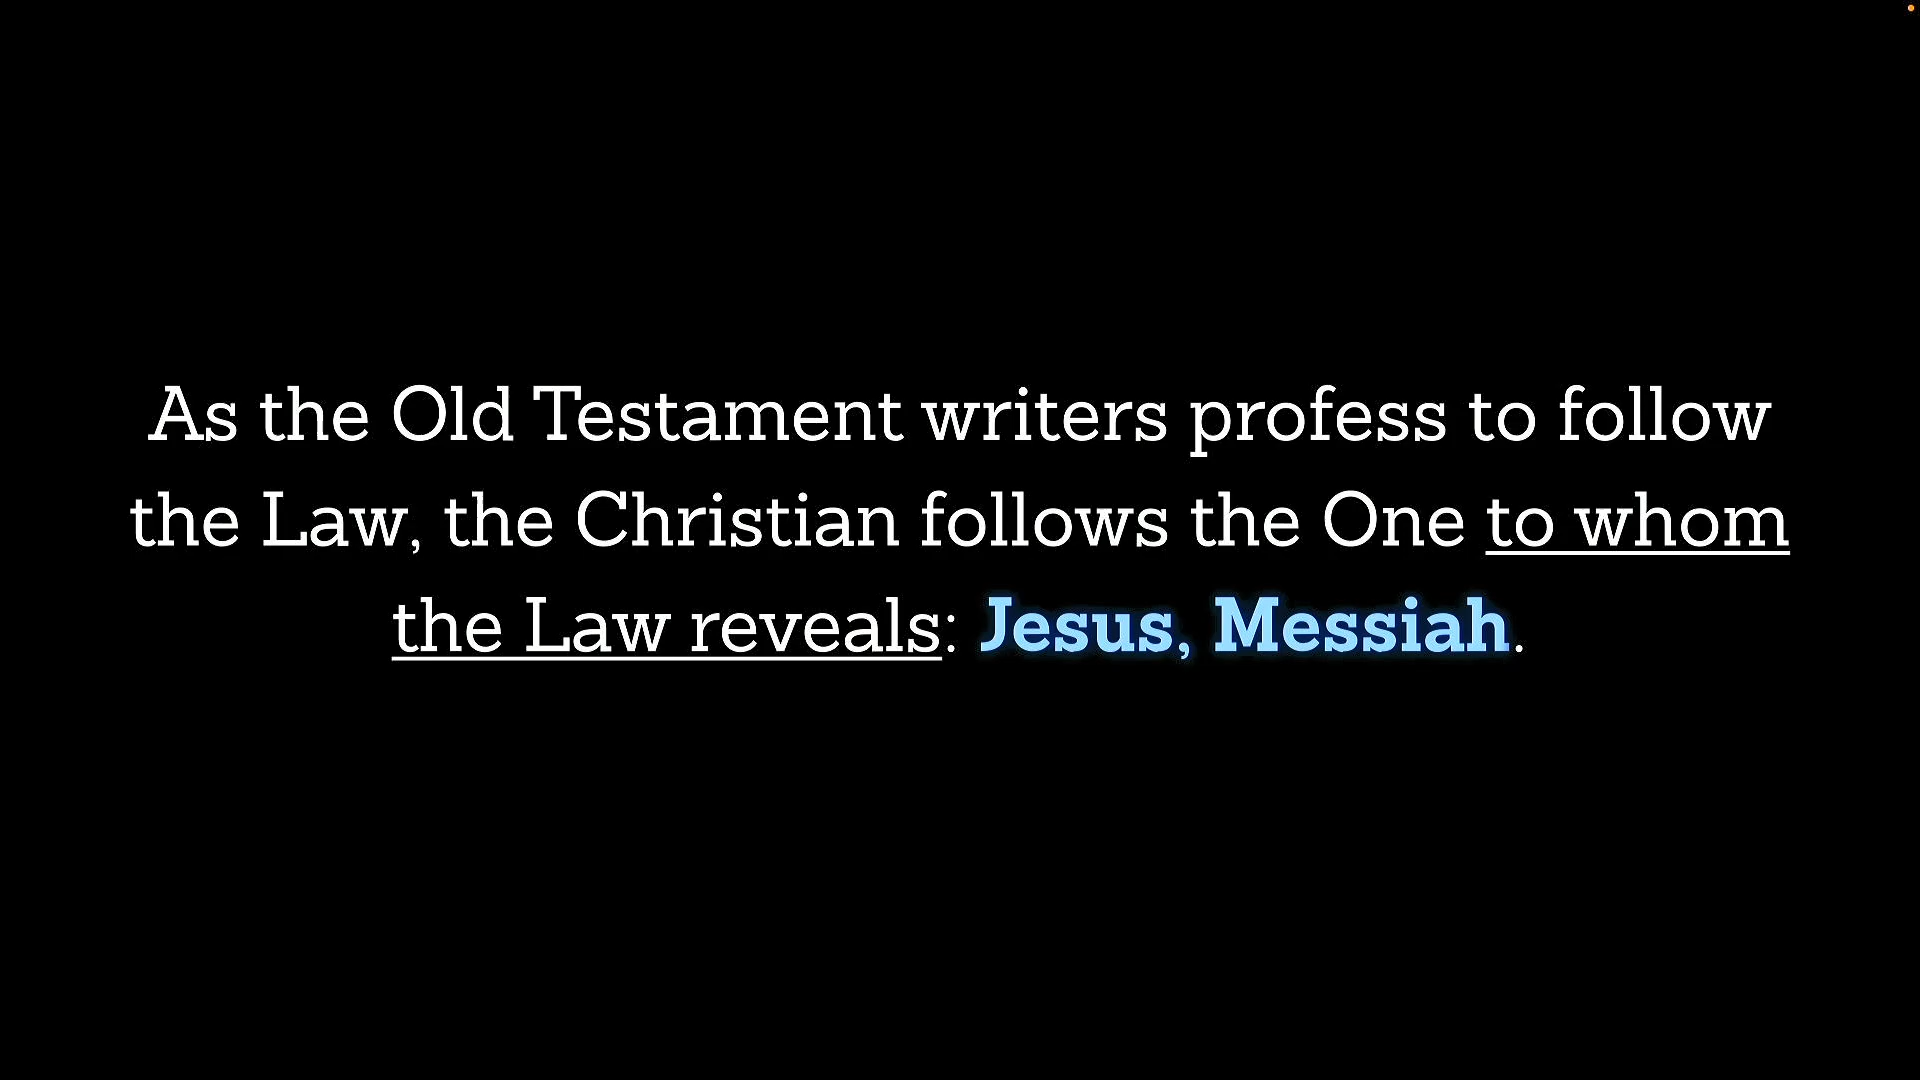 As the Old Testament writers profess to follow
the Law, the Christian follows the One to whom
the Law reveals: Jesus, Messiah.